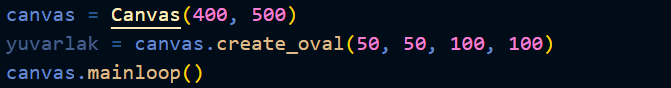 canvas = Canvas(400, 500)
yuvarlak = canvas.create_oval(50, 50, 100, 100)
canvas.mainloop()